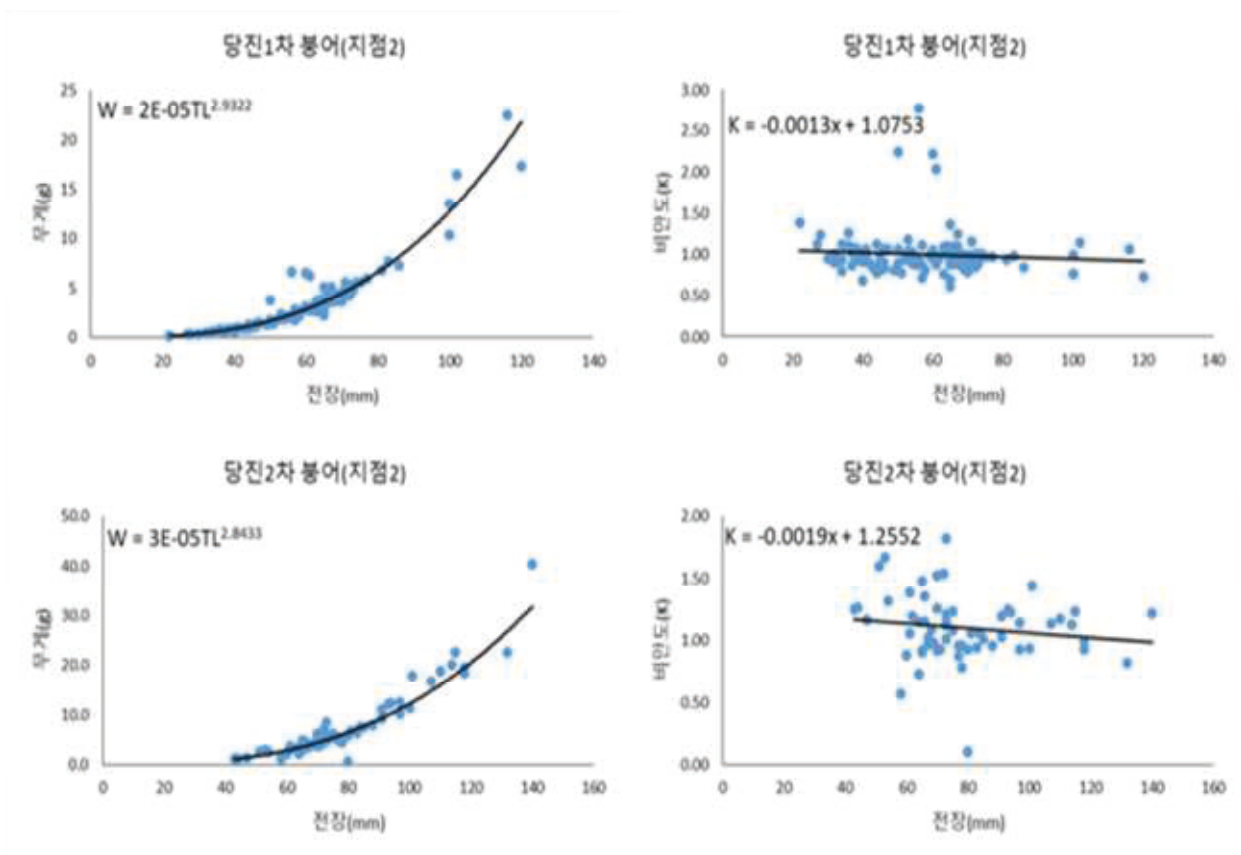 당진1차 붕어(지점2)
W = 2E-05TL2.9322
25
20
15
10
5
0
0 20 40 60 80 100 120 140
무게(g)
전장(mm)
당진1차 붕어(지점2)
K = -0.0013x + 1.0753
3.00
2.50
2.00
1.50
1.00
0.50
0.00
0 20 40 60 80 100 120 140
비만도(K)
전장(mm)
당진2차 붕어(지점2)
W = 3E-05TL2.8433
50.0
40.0
30.0
20.0
10.0
0.0
0 20 40 60 80 100 120 140 160
무게(g)
전장(mm)
당진2차 붕어(지점2)
K = -0.0019x + 1.2552
2.00
1.50
1.00
0.50
0.00
0 20 40 60 80 100 120 140 160
비만도(K)
전장(mm)